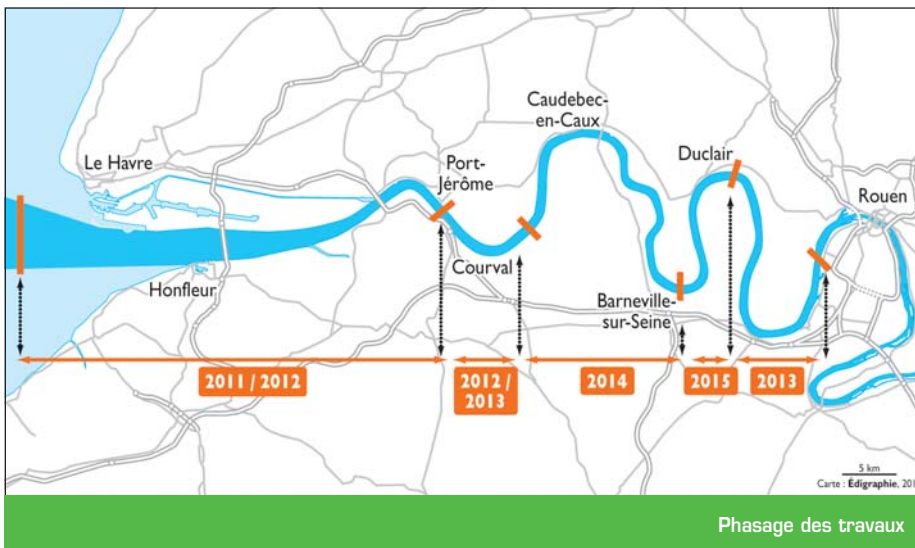 Le Havre
Honfleur
Port-
Jérôme
Courval
Caudebec-
en-Caux
Duclair
Rouen
Barneville-
sur-Seine
2011 / 2012
2012 /
2013
2014
2015
2013
5 km
Carte : Édigraphie, 201
Phasage des travaux